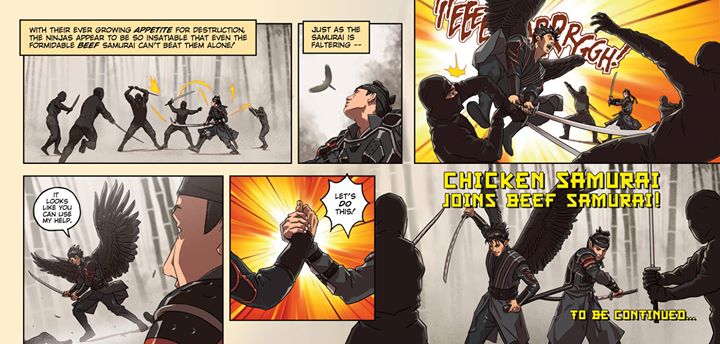 WITH THEIR EVER GROWING APPETITE FOR DESTRUCTION,
THE NINJAS APPEAR TO BE SO INSATIABLE THAT EVEN THE
FORMIDABLE BEEF SAMURAI CAN'T BEAT THEM ALONE!
JUST AS THE
SAMURAI IS
FALTERING --
IT
LOOKS
LIKE YOU
CAN USE
MY HELP.
LET'S
DO
THIS!
CHICKEN SAMURAI
JOINS BEEF SAMURAI!
TO BE CONTINUED...